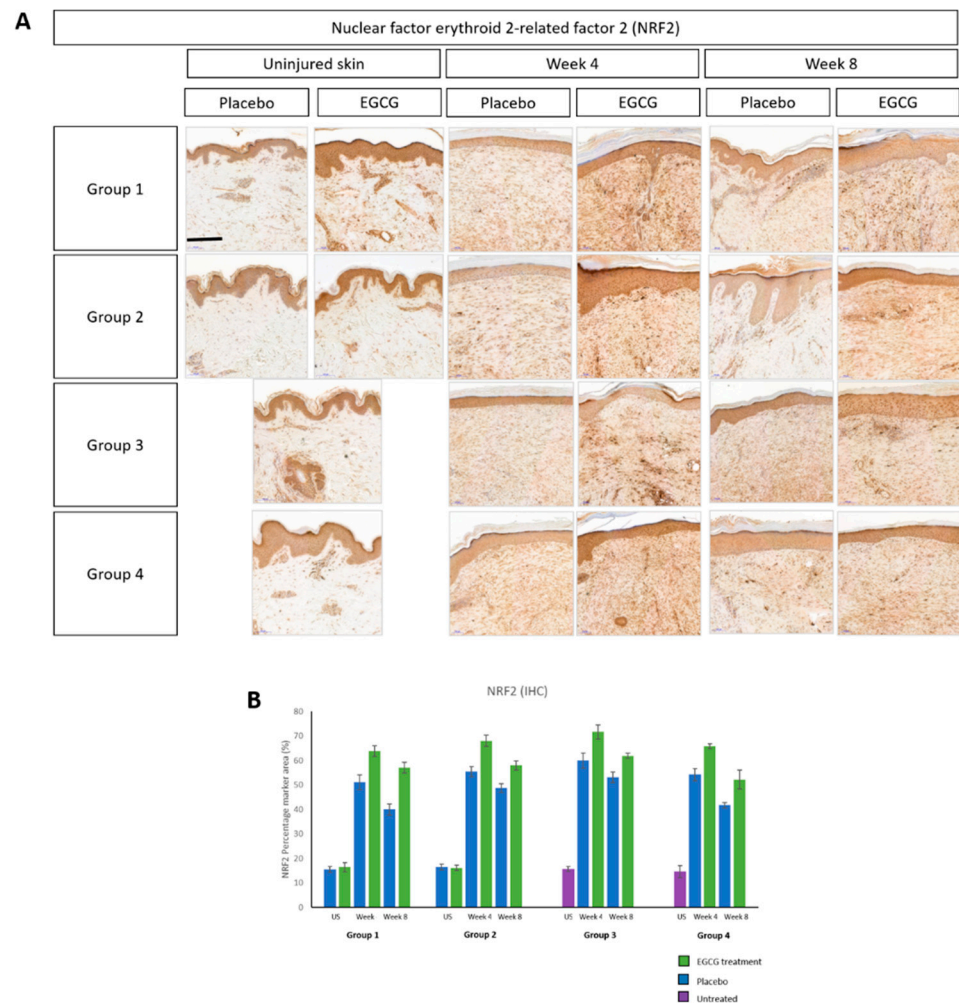 A
Nuclear factor erythroid 2-related factor 2 (NRF2)
Uninjured skin Week 4 Week 8
Placebo EGCG Placebo EGCG Placebo EGCG
Group 1
Group 2
Group 3
Group 4
B
NRF2 (IHC)
NRF2 Percentage marker area (%)
80
70
60
50
40
30
20
10
0
US Week Week 8 US Week 4 Week 8 US Week 4 Week 8 US Week 4 Week 8
Group 1 Group 2 Group 3 Group 4
EGCG treatment
Placebo
Untreated